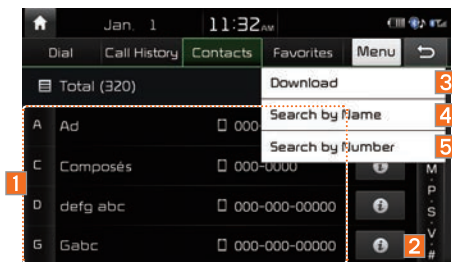 Jan. 1 11:32AM
Dial Call History Contacts Favorites Menu
Total (320) Download 3
Search by Name 4
Search by Number 5
A Ad 000-
C Composés 000-0000 M
1
D defg abc 000-000-00000 P
S
G Gabc 000-000-00000 2 V
#